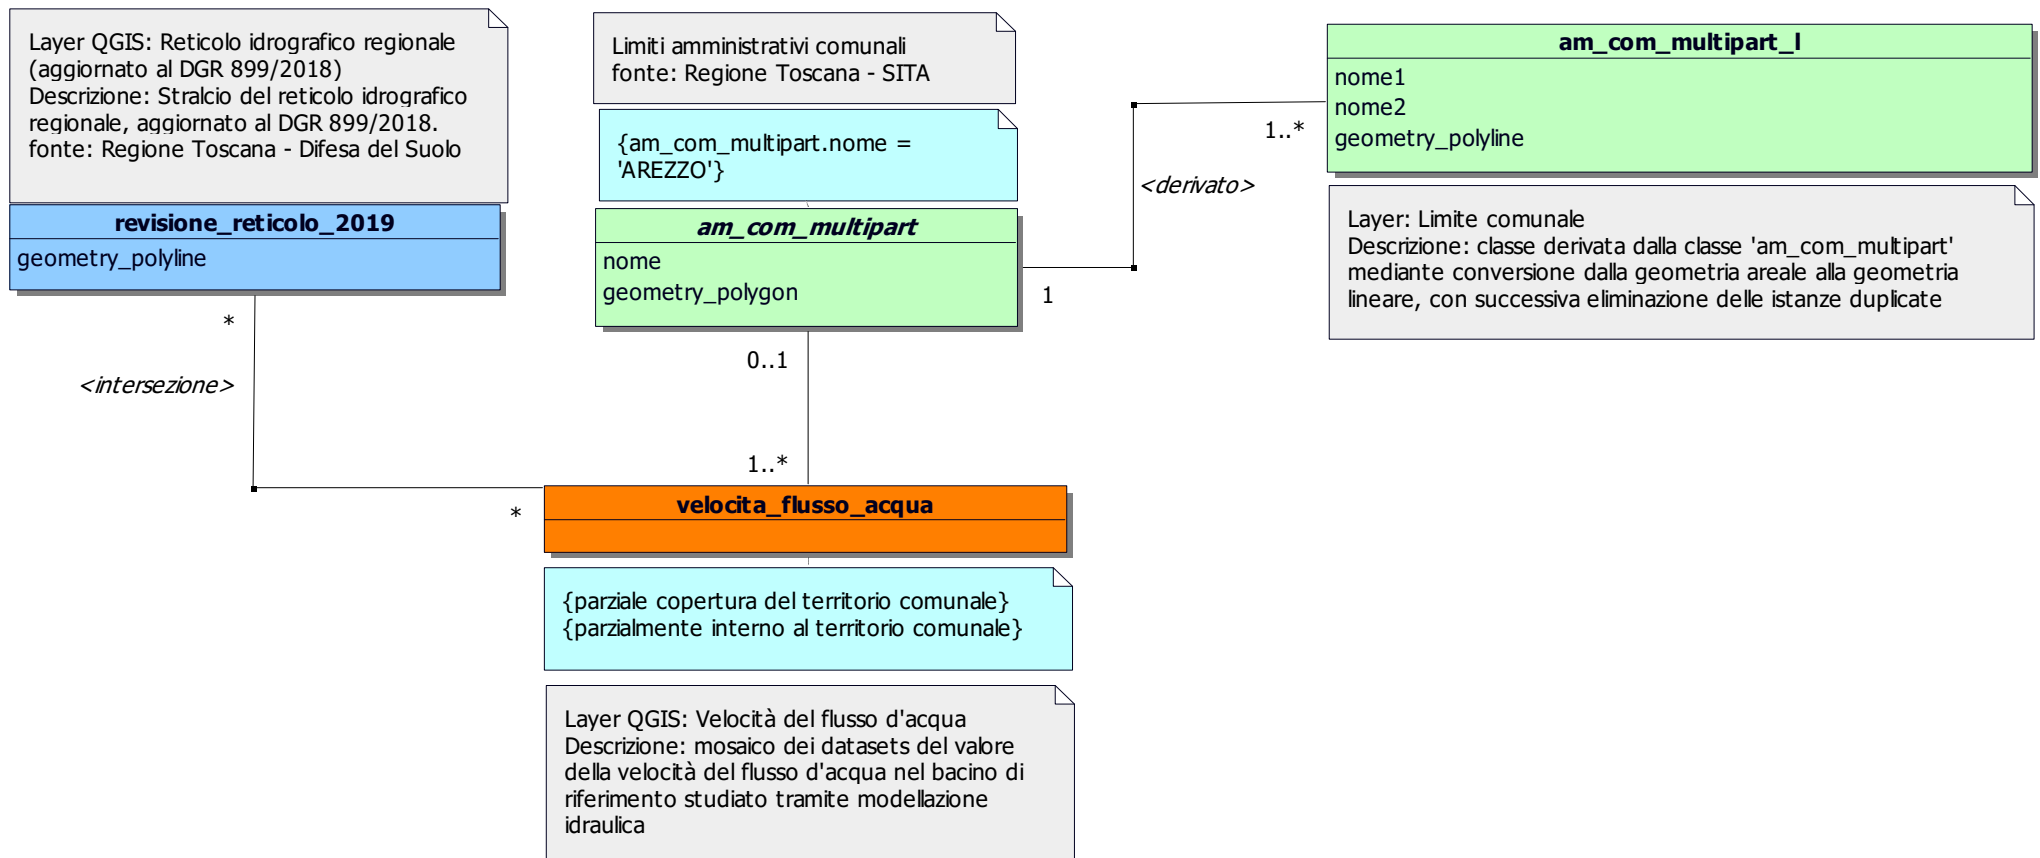 Layer QGIS: Reticolo idrografico regionale
(aggiornato al DGR 899/2018)
Descrizione: Stralcio del reticolo idrografico
regionale, aggiornato al DGR 899/2018.
fonte: Regione Toscana - Difesa del Suolo
revisione_reticolo_2019
geometry_polyline
*
<intersezione>
*
Limiti amministrativi comunali
fonte: Regione Toscana - SITA
{am_com_multipart.nome =
'AREZZO'}
am_com_multipart
nome
geometry_polygon
1
0..1
1..*
<derivato>
1..*
am_com_multipart_l
nome1
nome2
geometry_polyline
Layer: Limite comunale
Descrizione: classe derivata dalla classe 'am_com_multipart'
mediante conversione dalla geometria areale alla geometria
lineare, con successiva eliminazione delle istanze duplicate
velocita_flusso_acqua
{parziale copertura del territorio comunale}
{parzialmente interno al territorio comunale}
Layer QGIS: Velocità del flusso d'acqua
Descrizione: mosaico dei datasets del valore
della velocità del flusso d'acqua nel bacino di
riferimento studiato tramite modellazione
idraulica